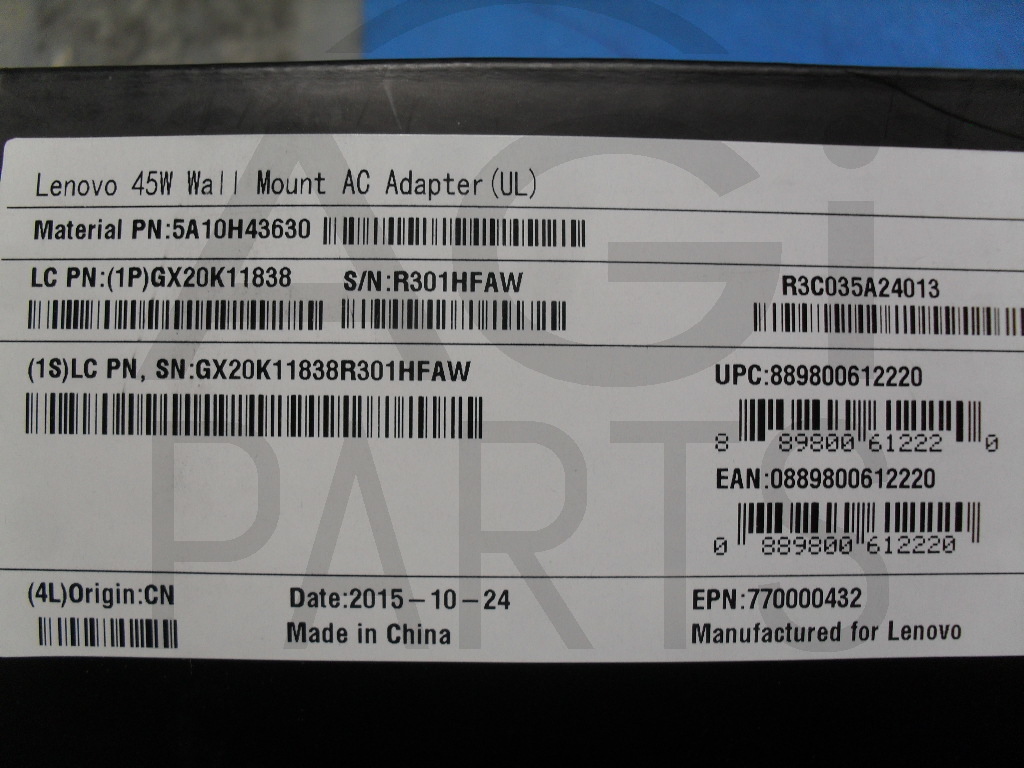 Lenovo 45W Wall Mount AC Adapter(UL)
Material PN:5A10H43630
LC PN:(1P)GX20K11838 S/N:R301HFAW R3C035A24013
(1S)LC PN, SN:GX20K11838R301HFAW
UPC:889800612220
8 89800 61222 0
EAN:0889800612220
0 889800 612220
(4L)Origin:CN Date:2015-10-24 EPN:770000432
Made in China Manufactured for Lenovo
AGi
PARTS